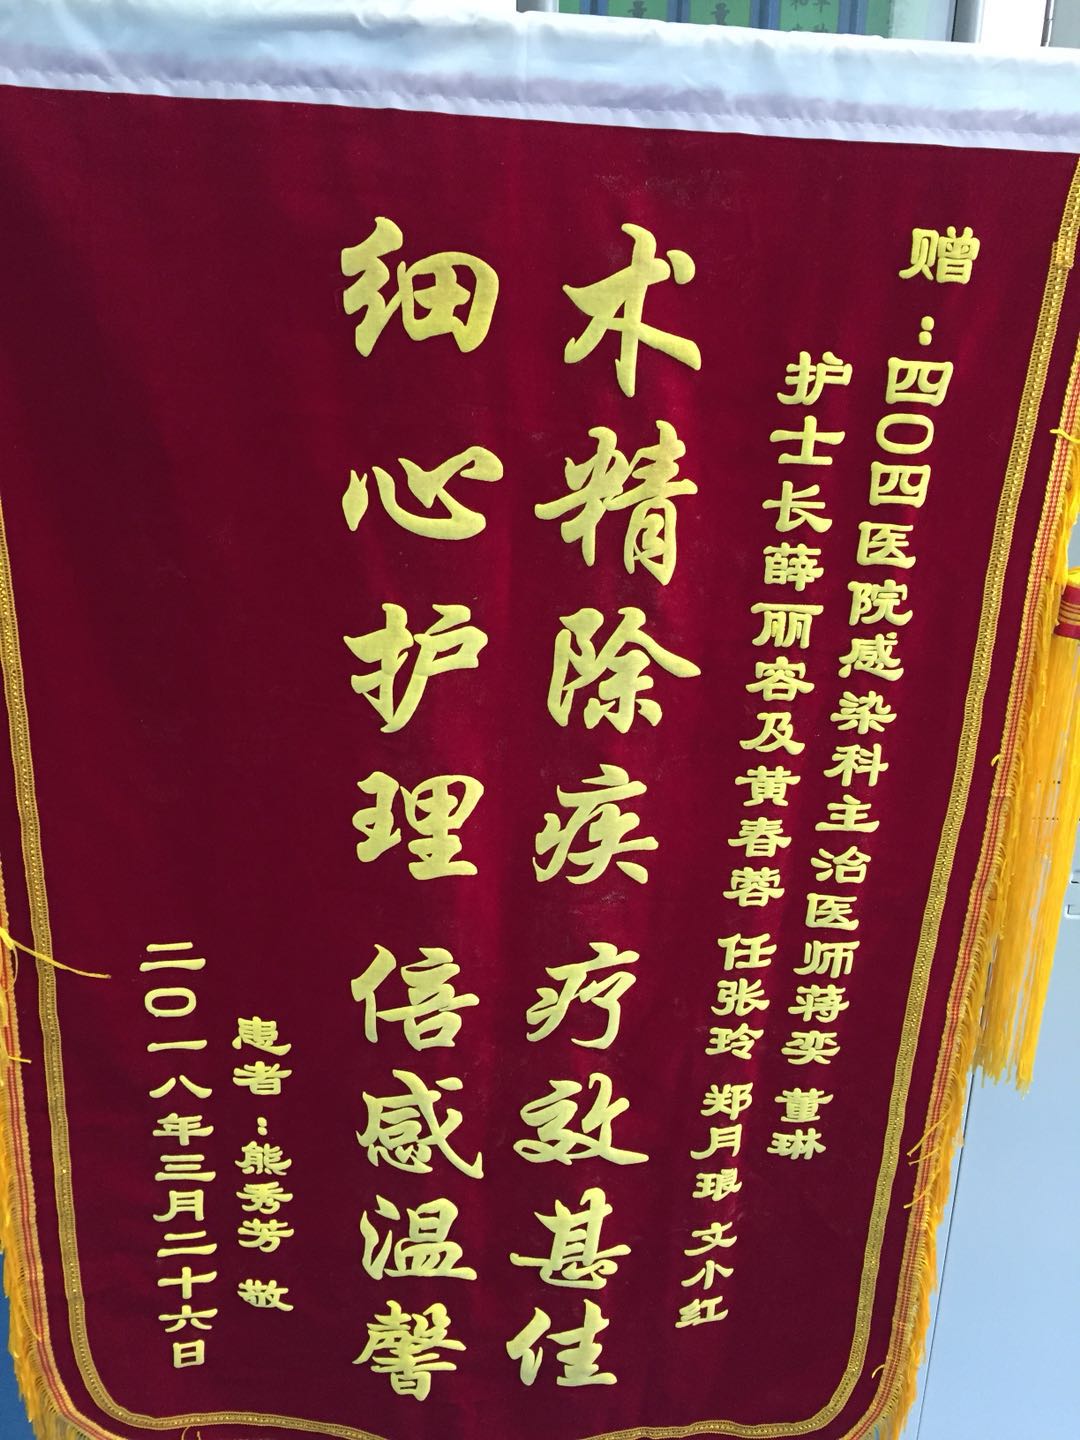 赠：四〇四医院感染科主治医师蒋奕 董琳
护士长薛丽容及黄春蓉 任张玲 郑月琅 文小红
术精除疾疗效甚佳
细心护理倍感温馨
患者：熊秀芳 敬
二〇一八年三月二十六日